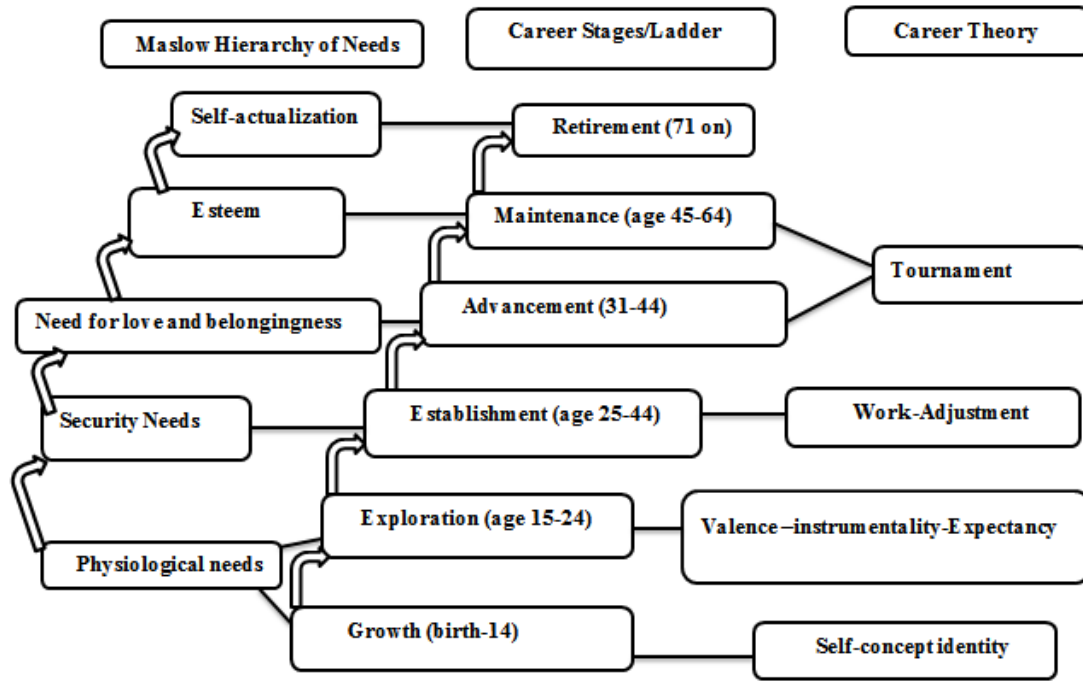 Maslow Hierarchy of Needs
Career Stages/Ladder
Career Theory
Self-actualization
Retirement (71 on)
Esteem
Maintenance (age 45-64)
Tournament
Need for love and belongingness
Advancement (31-44)
Security Needs
Establishment (age 25-44)
Work-Adjustment
Exploration (age 15-24)
Valence–instrumentality-Expectancy
Physiological needs
Growth (birth-14)
Self-concept identity